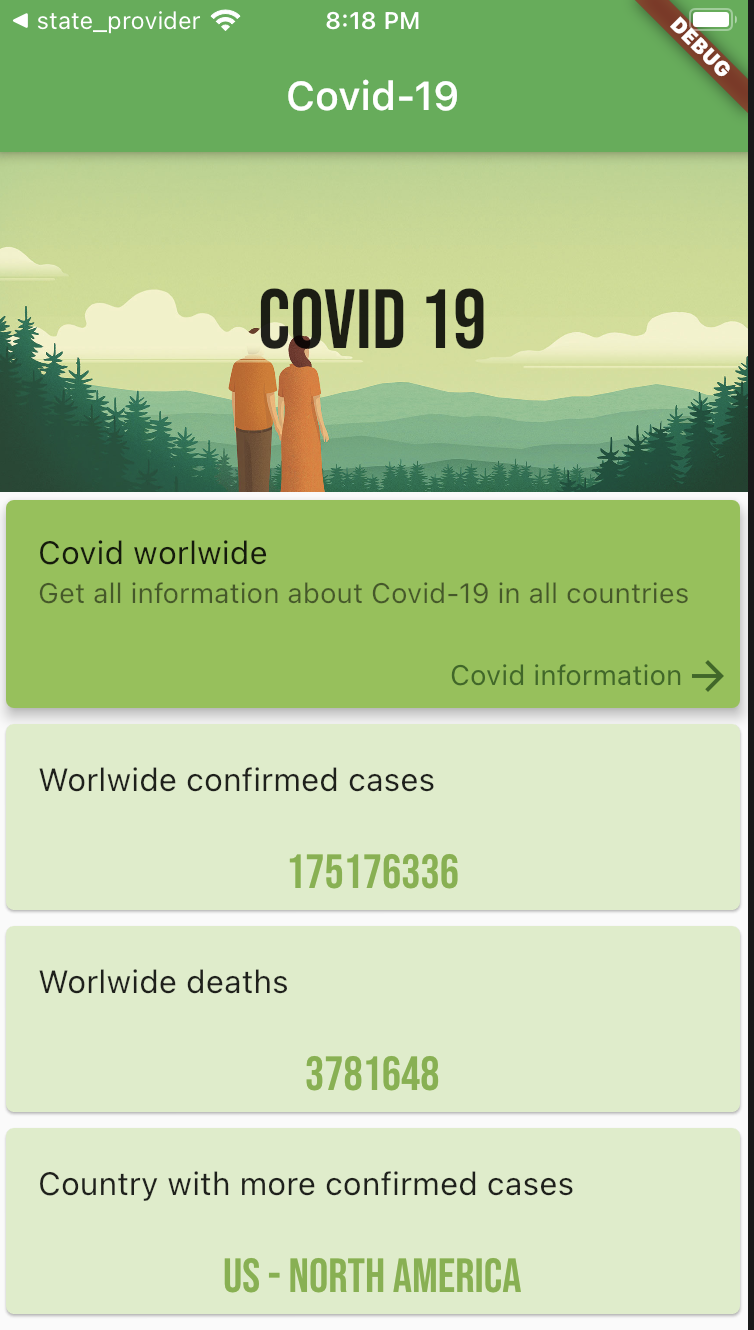 state_provider 8:18 PM
DEBUG
Covid-19
COVID 19
Covid worlwide
Get all information about Covid-19 in all countries
Covid information
Worlwide confirmed cases
175176336
Worlwide deaths
3781648
Country with more confirmed cases
US - NORTH AMERICA